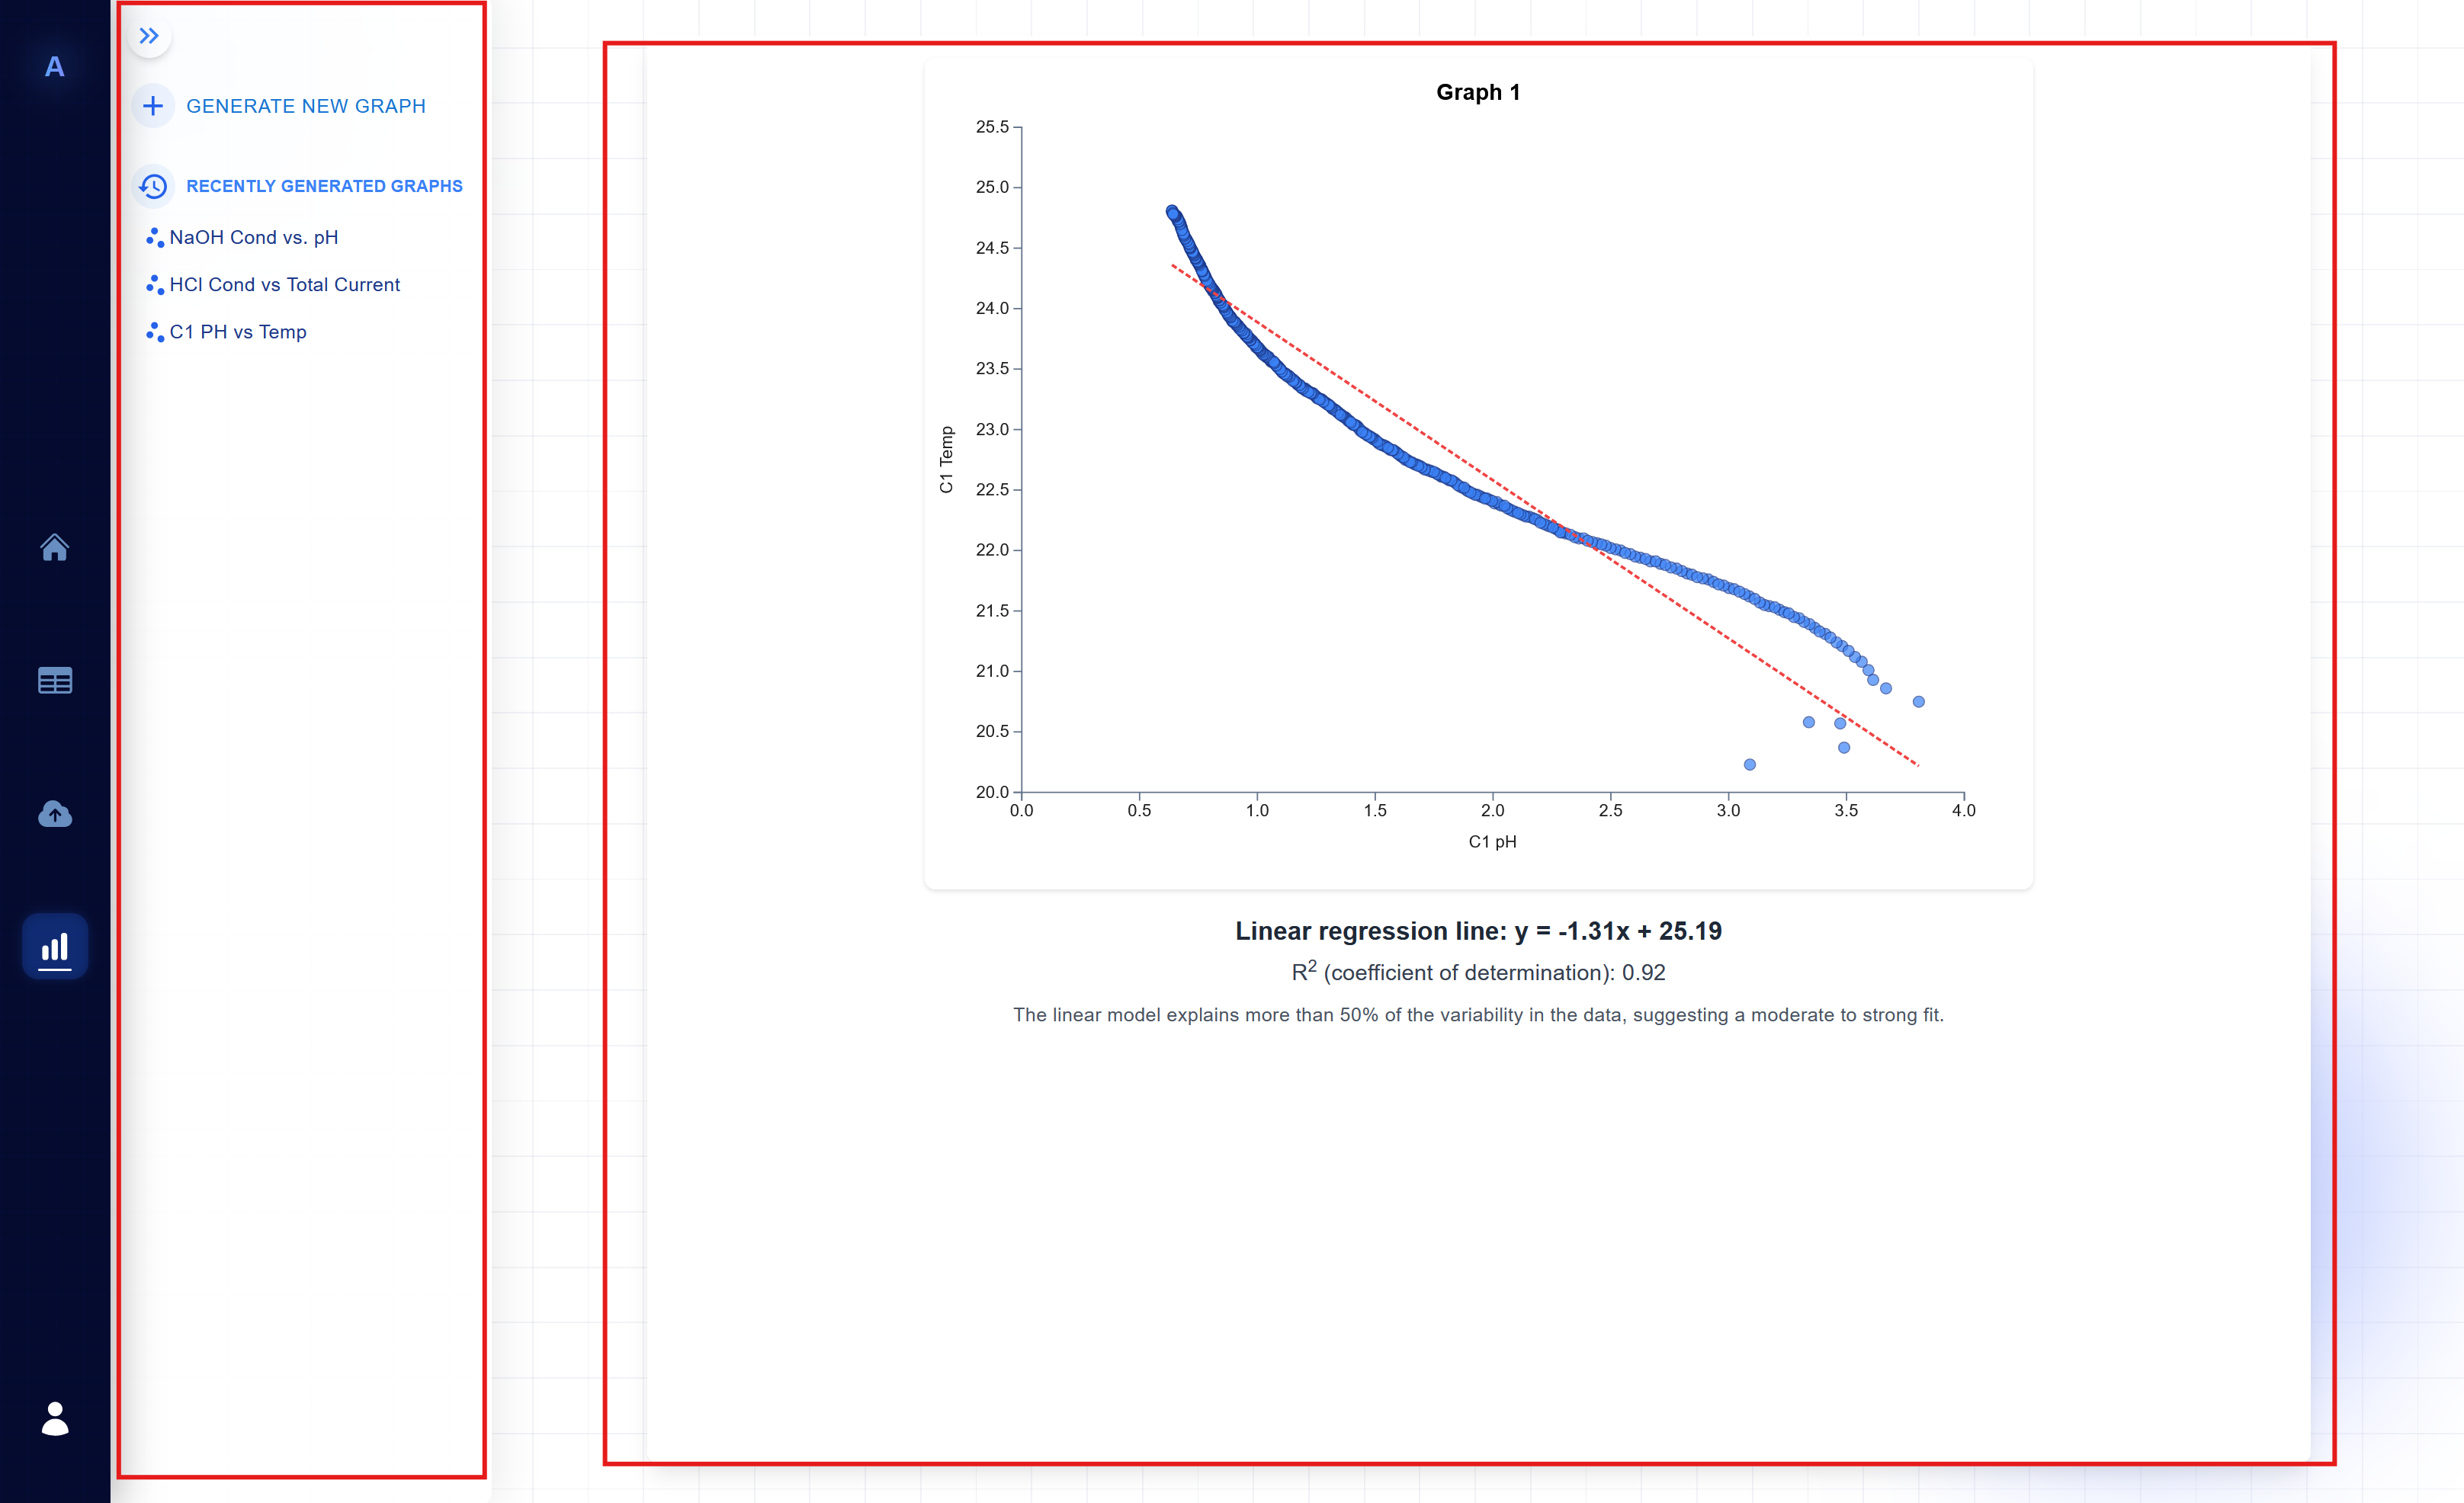 A
GENERATE NEW GRAPH
RECENTLY GENERATED GRAPHS
NaOH Cond vs. pH
HCl Cond vs Total Current
C1 PH vs Temp
Graph 1
25.5
25.0
24.5
24.0
23.5
23.0
22.5
22.0
21.5
21.0
20.5
20.0
C1 Temp
0.0 0.5 1.0 1.5 2.0 2.5 3.0 3.5 4.0
C1 pH
Linear regression line: y = -1.31x + 25.19
R² (coefficient of determination): 0.92
The linear model explains more than 50% of the variability in the data, suggesting a moderate to strong fit.